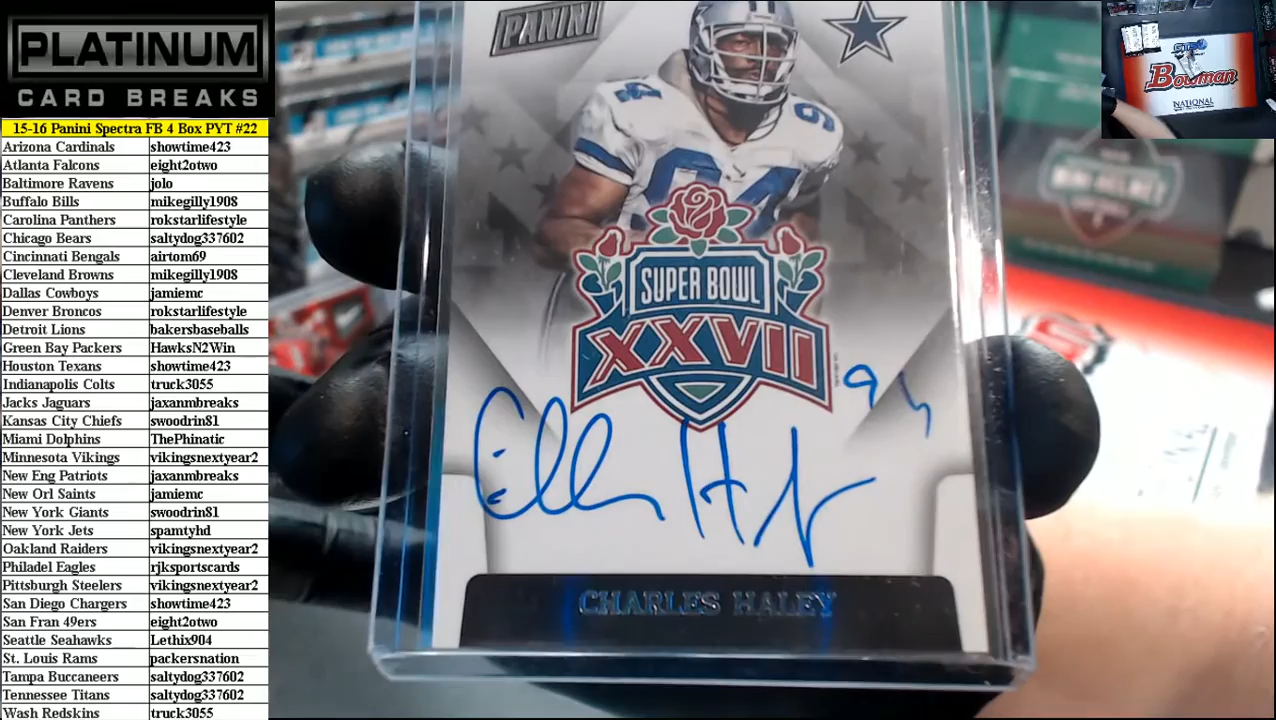 PLATINUM
CARD BREAKS
15-16 Panini Spectra FB 4 Box PYT #22
Arizona Cardinals showtime423
Atlanta Falcons eight2otwo
Baltimore Ravens jolo
Buffalo Bills mikegilly1908
Carolina Panthers rokstarlifestyle
Chicago Bears saltydog337602
Cincinnati Bengals airtom69
Cleveland Browns mikegilly1908
Dallas Cowboys jamiemc
Denver Broncos rokstarlifestyle
Detroit Lions bakersbaseballs
Green Bay Packers HawksN2Win
Houston Texans showtime423
Indianapolis Colts truck3055
Jacks Jaguars jaxanmbreaks
Kansas City Chiefs swoodrin81
Miami Dolphins ThePhinatic
Minnesota Vikings vikingsnextyear2
New Eng Patriots jaxanmbreaks
New Orl Saints jamiemc
New York Giants swoodrin81
New York Jets spamtyhd
Oakland Raiders vikingsnextyear2
Philadel Eagles rjksportscards
Pittsburgh Steelers vikingsnextyear2
San Diego Chargers showtime423
San Fran 49ers eight2otwo
Seattle Seahawks Lethix904
St. Louis Rams packersnation
Tampa Buccaneers saltydog337602
Tennessee Titans saltydog337602
Wash Redskins truck3055
PANINI
94
94
SUPER BOWL
XXVII
94
CHARLES HALEY
MINI HELMET
Bowman
NATIONAL